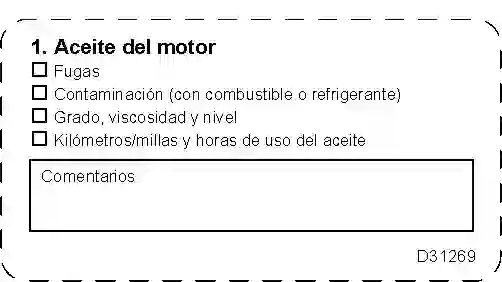 1. Aceite del motor
Fugas
Contaminación (con combustible o refrigerante)
Grado, viscosidad y nivel
Kilómetros/millas y horas de uso del aceite
Comentarios
D31269